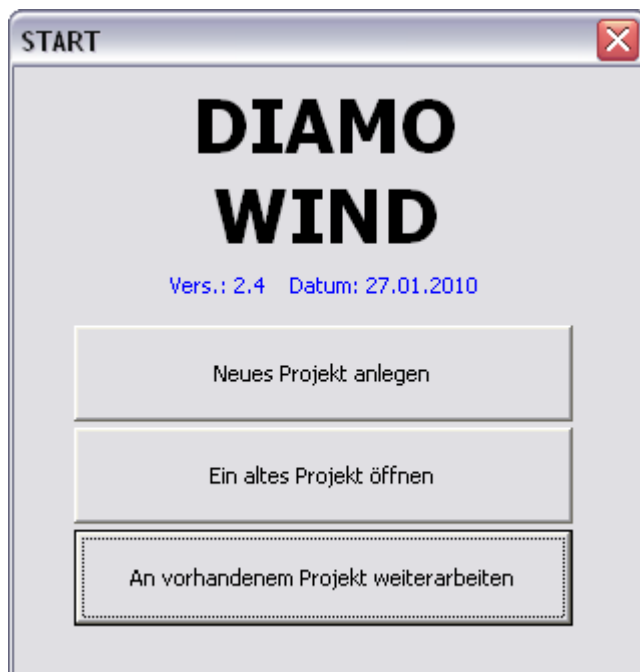 START
DIAMO
WIND
Vers.: 2.4 Datum: 27.01.2010
Neues Projekt anlegen
Ein altes Projekt öffnen
An vorhandenem Projekt weiterarbeiten